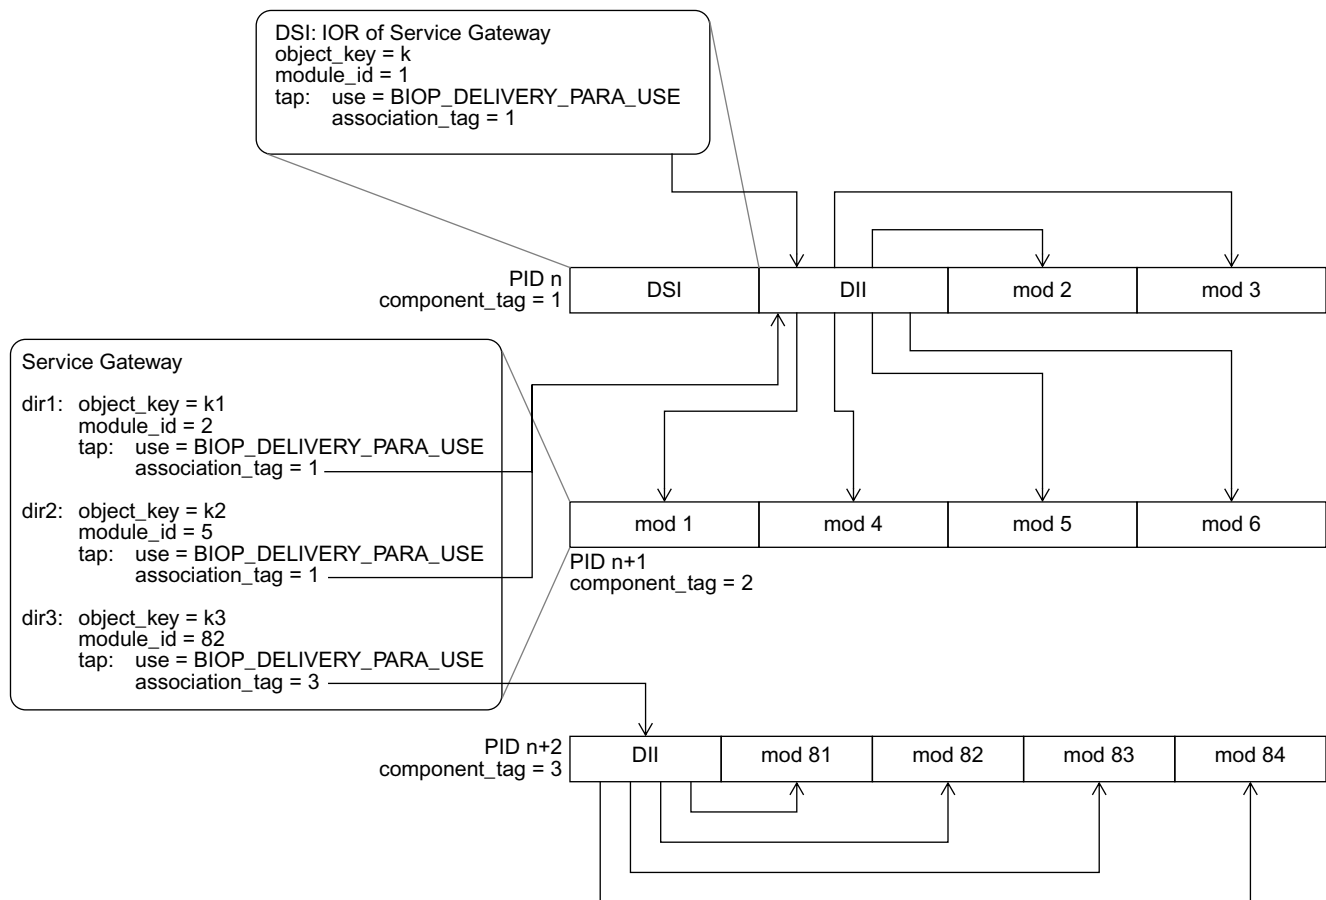 DSI: IOR of Service Gateway
object_key = k
module_id = 1
tap: use = BIOP_DELIVERY_PARA_USE
association_tag = 1
PID n
component_tag = 1
DSI
DII
mod 2
mod 3
Service Gateway
dir1: object_key = k1
module_id = 2
tap: use = BIOP_DELIVERY_PARA_USE
association_tag = 1
dir2: object_key = k2
module_id = 5
tap: use = BIOP_DELIVERY_PARA_USE
association_tag = 1
dir3: object_key = k3
module_id = 82
tap: use = BIOP_DELIVERY_PARA_USE
association_tag = 3
mod 1
mod 4
mod 5
mod 6
PID n+1
component_tag = 2
PID n+2
component_tag = 3
DII
mod 81
mod 82
mod 83
mod 84